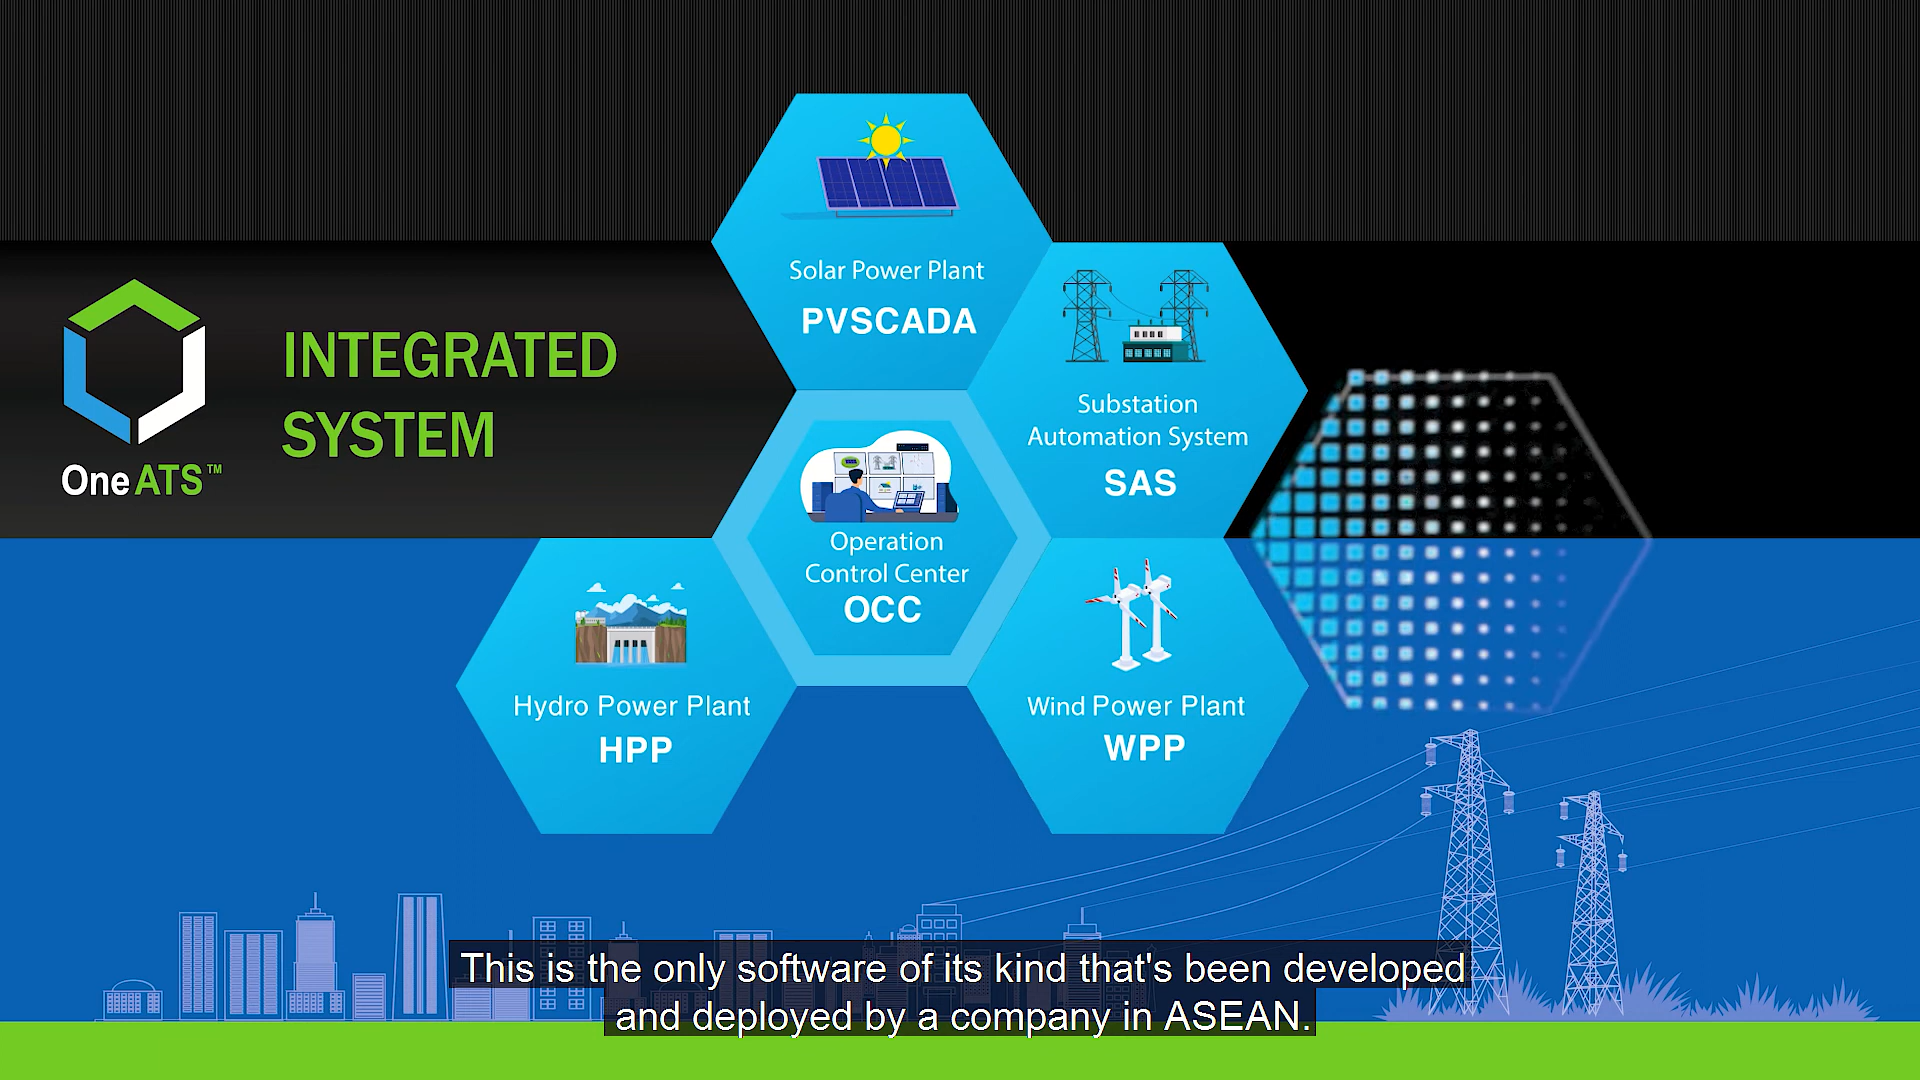 OneATS™
INTEGRATED
SYSTEM
Solar Power Plant
PVSCADA
Substation
Automation System
SAS
Operation
Control Center
OCC
Hydro Power Plant
HPP
Wind Power Plant
WPP
This is the only software of its kind that's been developed
and deployed by a company in ASEAN.